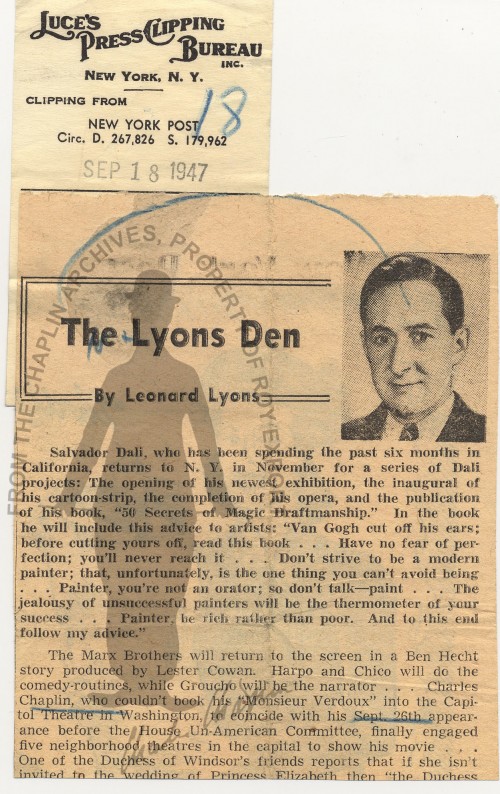 LUCE'S
PRESS CLIPPING
BUREAU
INC.
NEW YORK, N. Y.
CLIPPING FROM
18
NEW YORK POST
Circ. D. 267,826 S. 179,962
SEP 18 1947
FROM THE CHAPLIN ARCHIVES, PROPERTY OF ROY EXPORT
The Lyons Den
By Leonard Lyons
Salvador Dali, who has been spending the past six months in
California, returns to N. Y. in November for a series of Dali
projects: The opening of his newest exhibition, the inaugural of
his cartoon-strip, the completion of his opera, and the publication
of his book, "50 Secrets of Magic Draftmanship." In the book
he will include this advice to artists: "Van Gogh cut off his ears;
before cutting yours off, read this book . . . Have no fear of per-
fection; you'll never reach it . . . Don't strive to be a modern
painter; that, unfortunately, is the one thing you can't avoid being
. . . Painter, you're not an orator; so don't talk—paint . . . The
jealousy of unsuccessful painters will be the thermometer of your
success . . . Painter, be rich rather than poor. And to this end
follow my advice."
The Marx Brothers will return to the screen in a Ben Hecht
story produced by Lester Cowan. Harpo and Chico will do the
comedy-routines, while Groucho will be the narrator . . . Charles
Chaplin, who couldn't book his "Monsieur Verdoux" into the Capi-
tol Theatre in Washington, to coincide with his Sept. 26th appear-
ance before the House Un-American Committee, finally engaged
five neighborhood theatres in the capital to show his movie . . .
One of the Duchess of Windsor's friends reports that if she isn't
invited to the wedding of Princess Elizabeth then "the Duchess